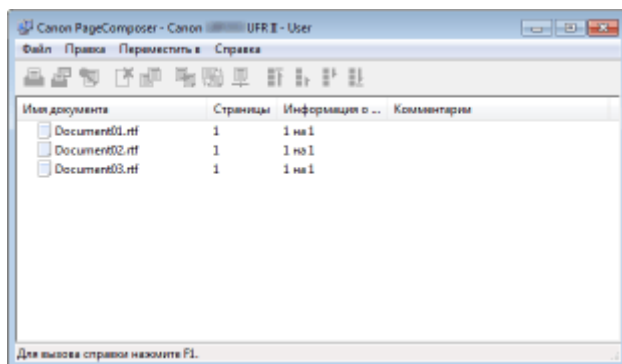 Canon PageComposer - Canon UFR II - User
Файл Правка Переместить в Справка
Имя документа Страницы Информация о ... Комментарии
Document01.rtf 1 1 на 1
Document02.rtf 1 1 на 1
Document03.rtf 1 1 на 1
Для вызова справки нажмите F1.